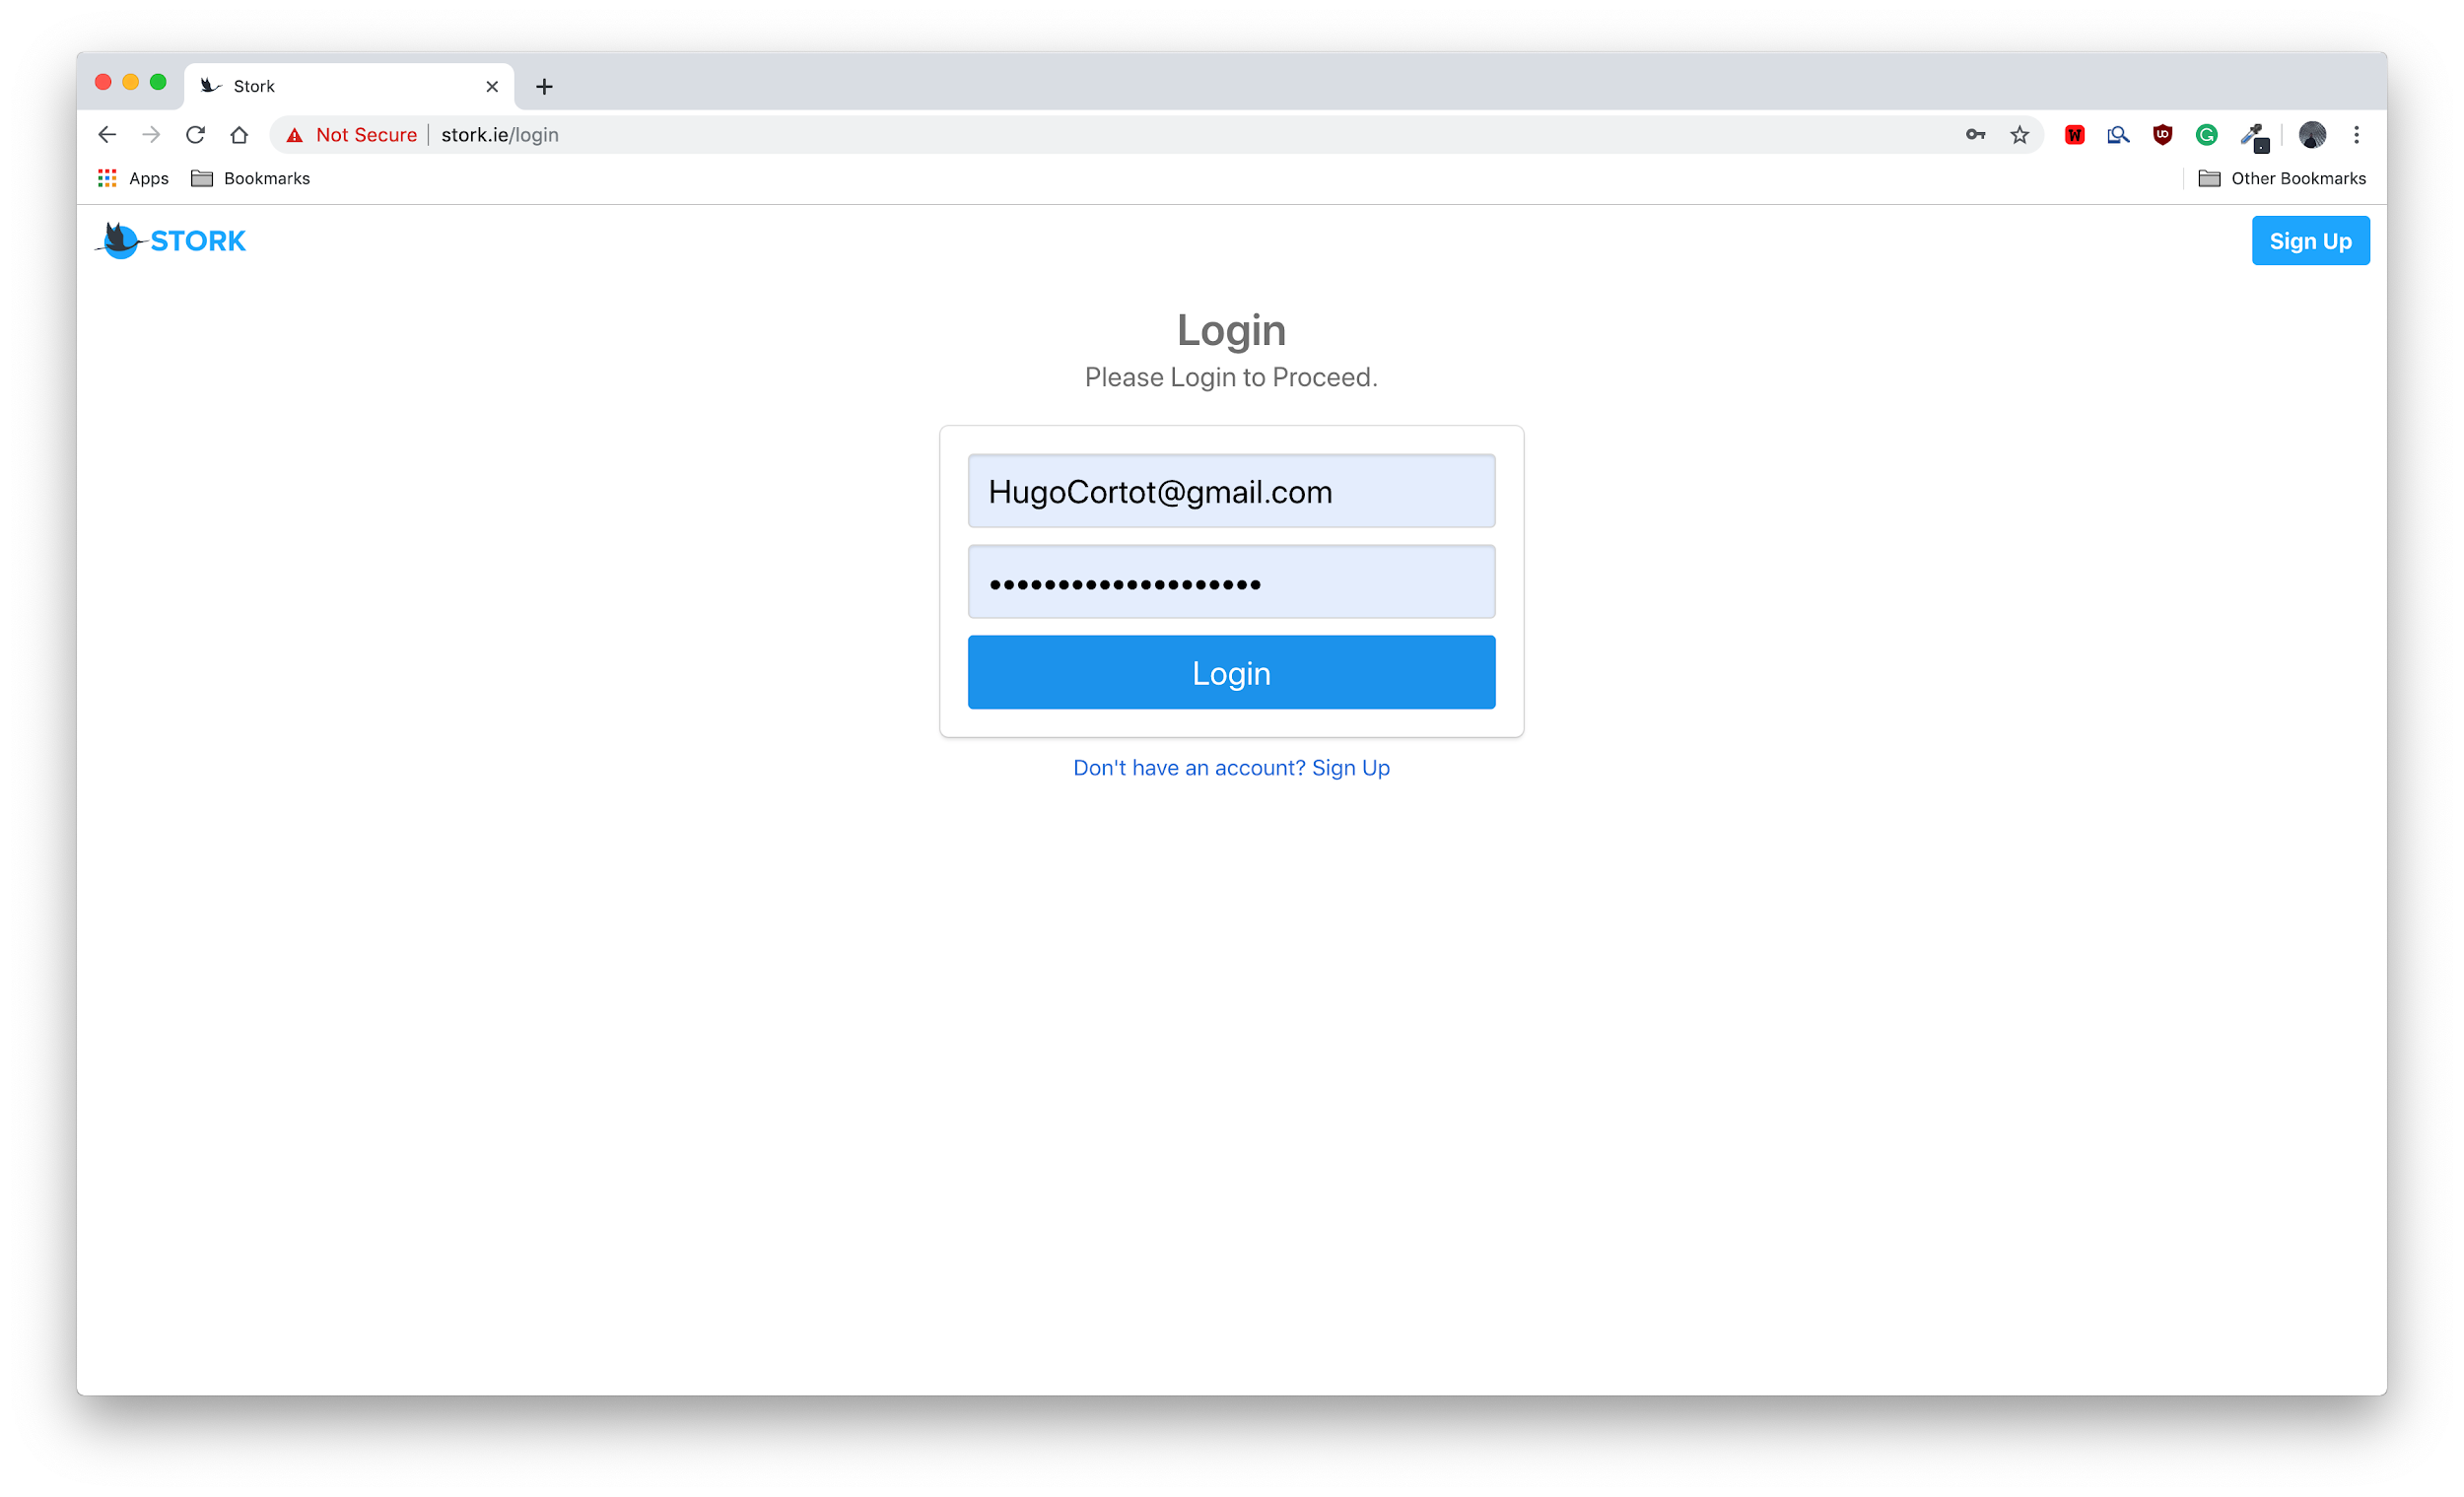 Stork
Not Secure | stork.ie/login
Apps Bookmarks Other Bookmarks
STORK Sign Up
Login
Please Login to Proceed.
HugoCortot@gmail.com
••••••••••••••••••••
Login
Don't have an account? Sign Up